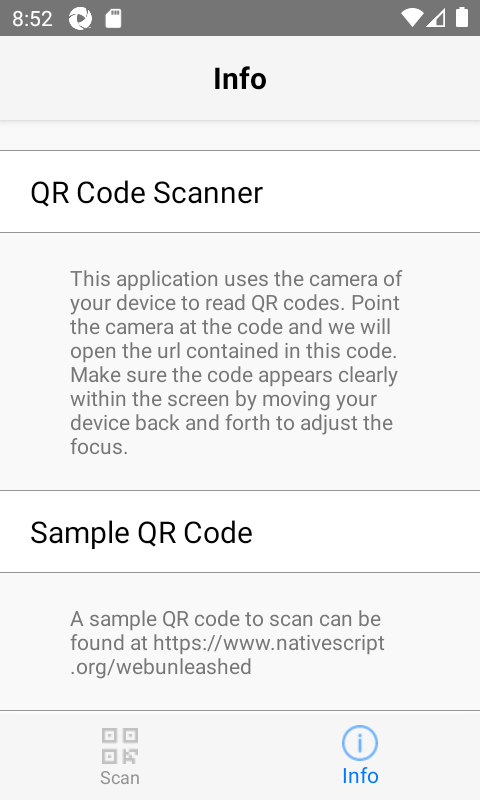 8:52
Info
QR Code Scanner
This application uses the camera of
your device to read QR codes. Point
the camera at the code and we will
open the url contained in this code.
Make sure the code appears clearly
within the screen by moving your
device back and forth to adjust the
focus.
Sample QR Code
A sample QR code to scan can be
found at https://www.nativescript
.org/webunleashed
Scan
Info